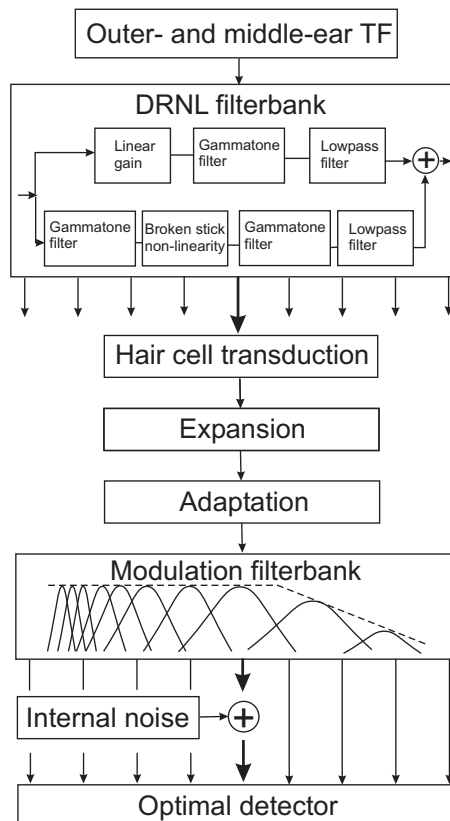 Outer- and middle-ear TF
DRNL filterbank
Linear
gain
Gammatone
filter
Lowpass
filter
+
Gammatone
filter
Broken stick
non-linearity
Gammatone
filter
Lowpass
filter
Hair cell transduction
Expansion
Adaptation
Modulation filterbank
Internal noise
+
Optimal detector